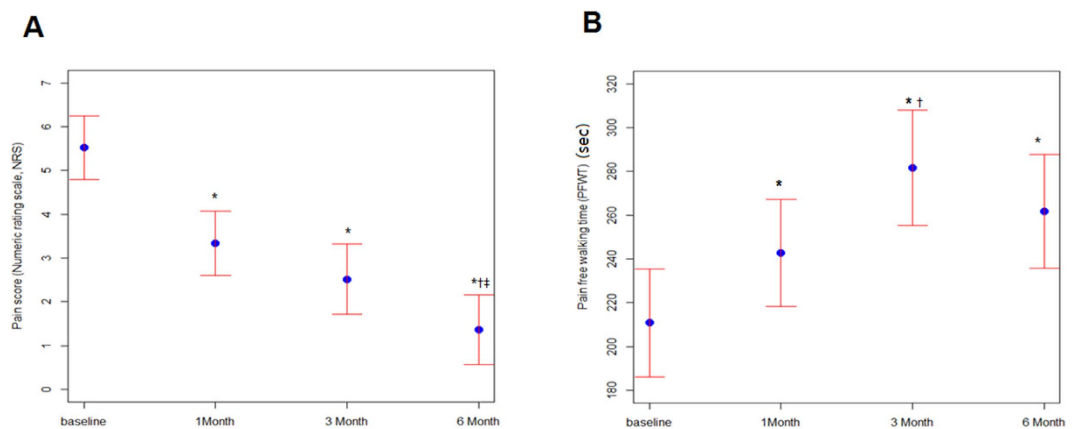 A
Pain score (Numeric rating scale, NRS)
7
6
5
4
3
2
1
0
*
*
*†‡
baseline
1Month
3 Month
6 Month
B
Pain free walking time (PFWT) (sec)
320
300
280
260
240
220
200
180
*
* †
*
baseline
1Month
3 Month
6 Month